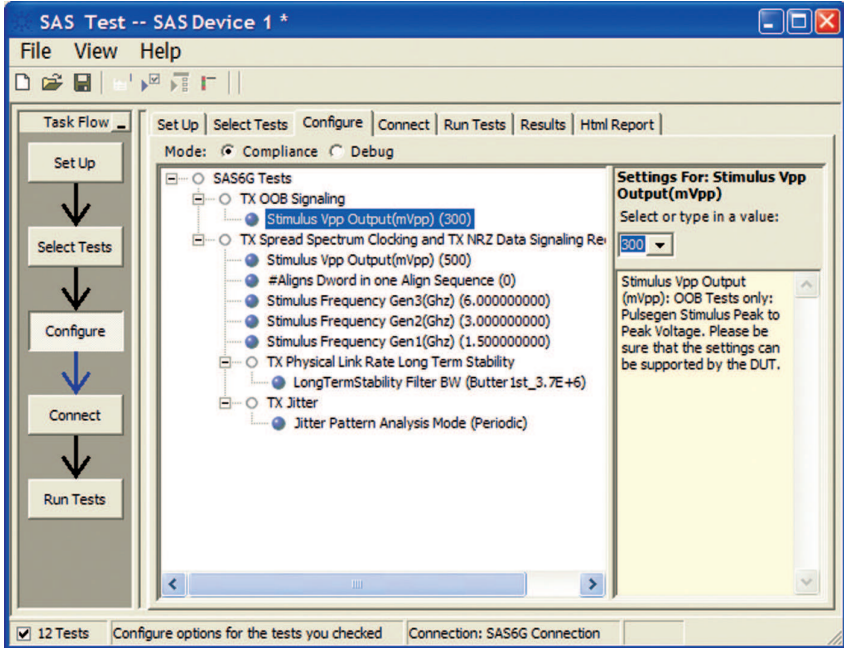 SAS Test -- SAS Device 1 *
File View Help
Task Flow
Set Up
Select Tests
Configure
Connect
Run Tests
Set Up Select Tests Configure Connect Run Tests Results Html Report
Mode: Compliance Debug
SAS6G Tests
TX OOB Signaling
Stimulus Vpp Output(mVpp) (300)
TX Spread Spectrum Clocking and TX NRZ Data Signaling Re
Stimulus Vpp Output(mVpp) (500)
#Aligns Dword in one Align Sequence (0)
Stimulus Frequency Gen3(Ghz) (6.000000000)
Stimulus Frequency Gen2(Ghz) (3.000000000)
Stimulus Frequency Gen1(Ghz) (1.500000000)
TX Physical Link Rate Long Term Stability
LongTermStability Filter BW (Butter1st_3.7E+6)
TX Jitter
Jitter Pattern Analysis Mode (Periodic)
Settings For: Stimulus Vpp
Output(mVpp)
Select or type in a value:
300
Stimulus Vpp Output
(mVpp): OOB Tests only:
Pulsegen Stimulus Peak to
Peak Voltage. Please be
sure that the settings can
be supported by the DUT.
12 Tests Configure options for the tests you checked Connection: SAS6G Connection